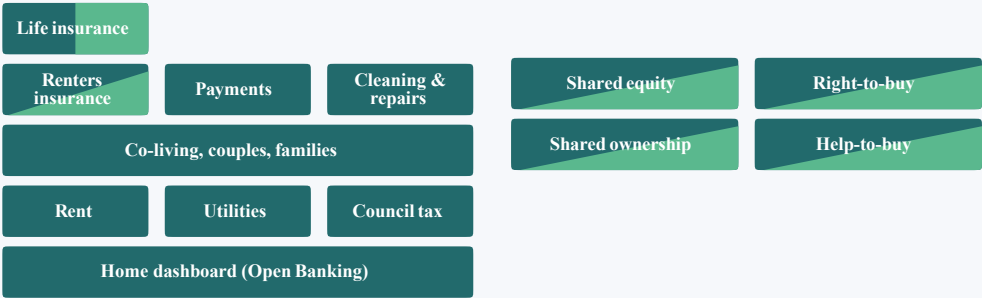 Life insurance
Renters
insurance
Payments
Cleaning &
repairs
Co-living, couples, families
Rent
Utilities
Council tax
Home dashboard (Open Banking)
Shared equity
Right-to-buy
Shared ownership
Help-to-buy